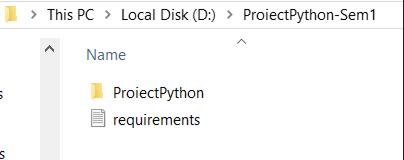 This PC > Local Disk (D:) > ProiectPython-Sem1
Name
ProiectPython
requirements